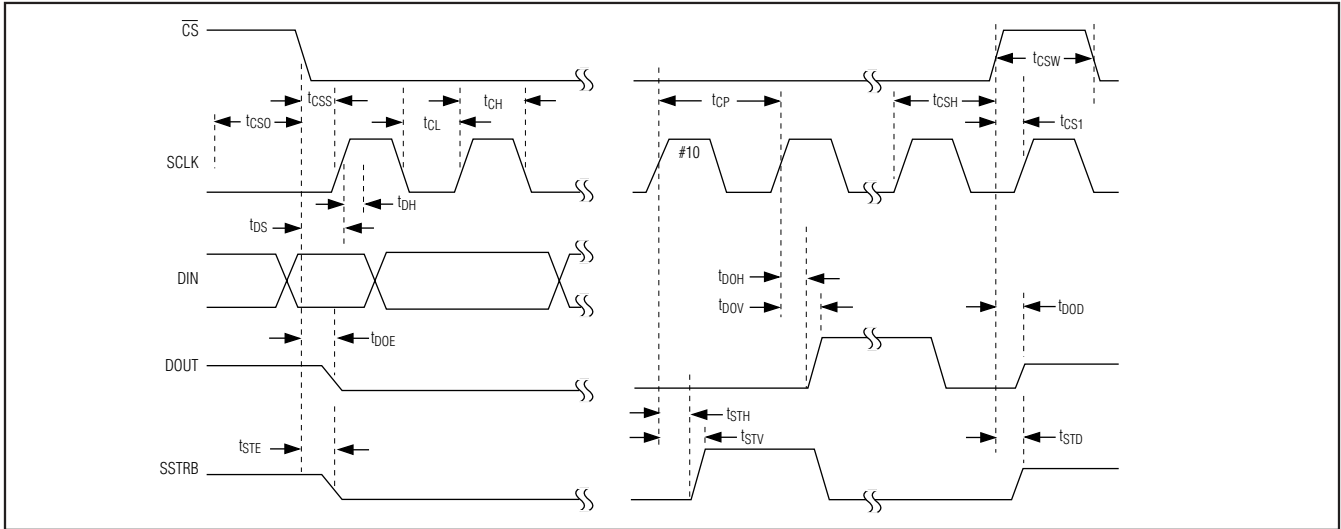 CS
tCSW
tCSS
tCH
tCP
tCSH
tCSO
tCL
tCS1
SCLK
#10
tDH
tDS
DIN
tDOH
tDOV
tDOD
tDOE
DOUT
tSTH
tSTE
tSTV
tSTD
SSTRB